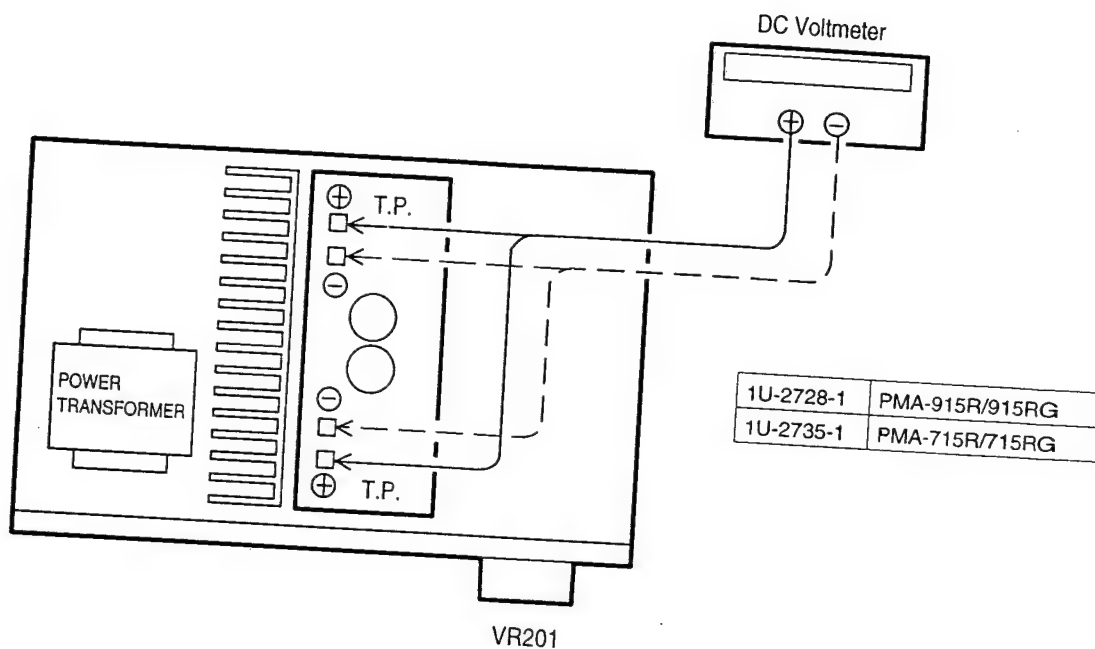 DC Voltmeter
⊕ ⊖
⊕
T.P.
⊖
POWER
TRANSFORMER
⊖
⊕ T.P.
1U-2728-1 PMA-915R/915RG
1U-2735-1 PMA-715R/715RG
VR201